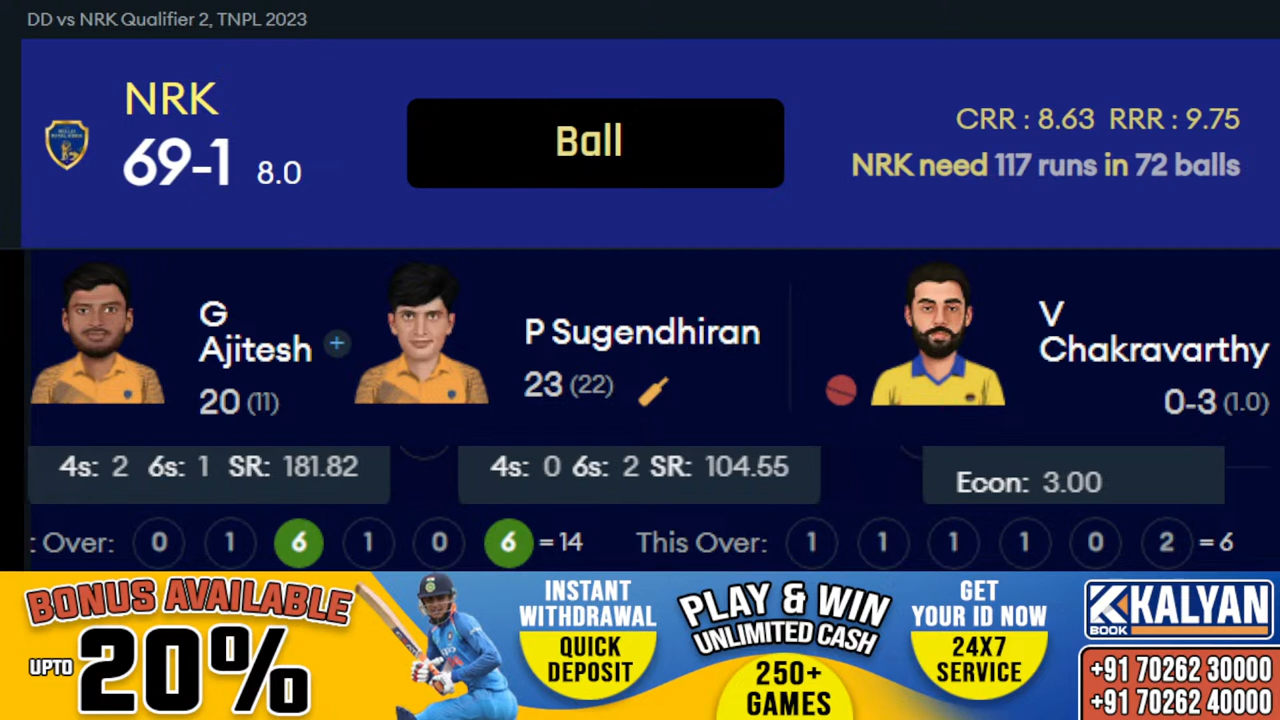 DD vs NRK Qualifier 2, TNPL 2023
NRK
69-1 8.0
Ball
CRR : 8.63 RRR : 9.75
NRK need 117 runs in 72 balls
G
Ajitesh +
20 (11)
P Sugendhiran
23 (22)
V
Chakravarthy
0-3 (1.0)
4s: 2 6s: 1 SR: 181.82
4s: 0 6s: 2 SR: 104.55
Econ: 3.00
t Over: 0 1 6 1 0 6 = 14
This Over: 1 1 1 1 0 2 = 6
BONUS AVAILABLE
UPTO 20%
INSTANT
WITHDRAWAL
QUICK
DEPOSIT
PLAY & WIN
UNLIMITED CASH
250+
GAMES
GET
YOUR ID NOW
24X7
SERVICE
KALYAN
BOOK
+91 70262 30000
+91 70262 40000